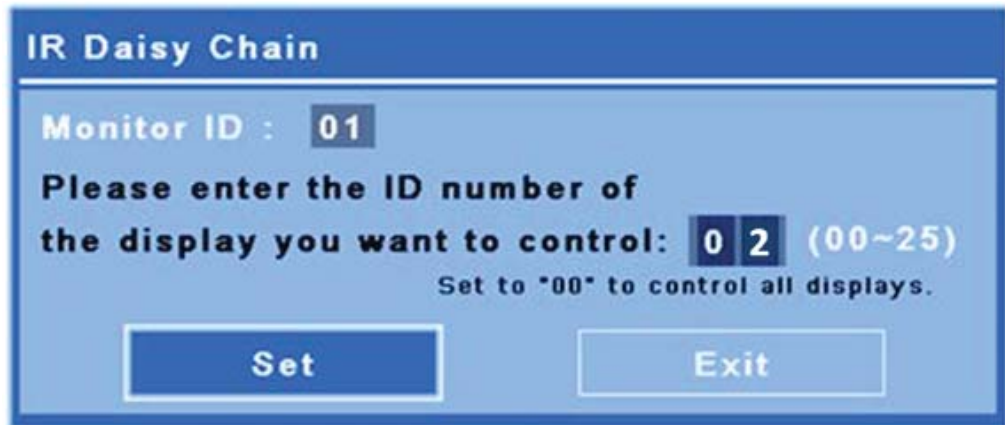 IR Daisy Chain
Monitor ID : 01
Please enter the ID number of
the display you want to control: 0 2 (00~25)
Set to "00" to control all displays.
Set Exit